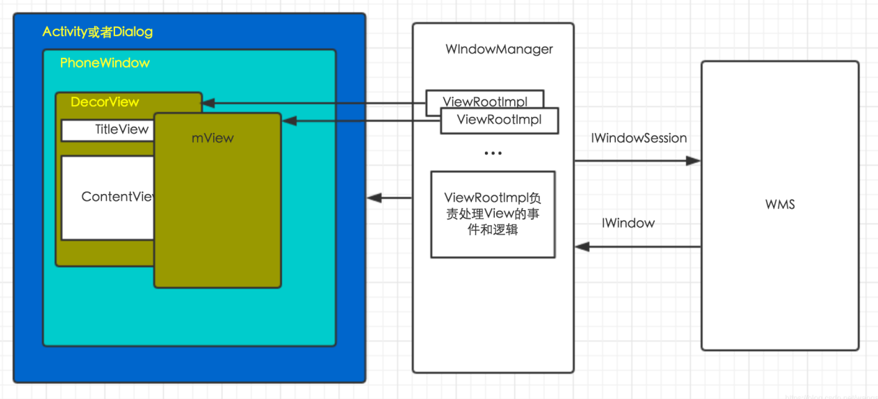 Activity或者Dialog
PhoneWindow
DecorView
TitleView
ContentView
mView
WIndowManager
ViewRootImpl
ViewRootImpl
...
ViewRootImpl负
责处理View的事
件和逻辑
IWindowSession
IWindow
WMS